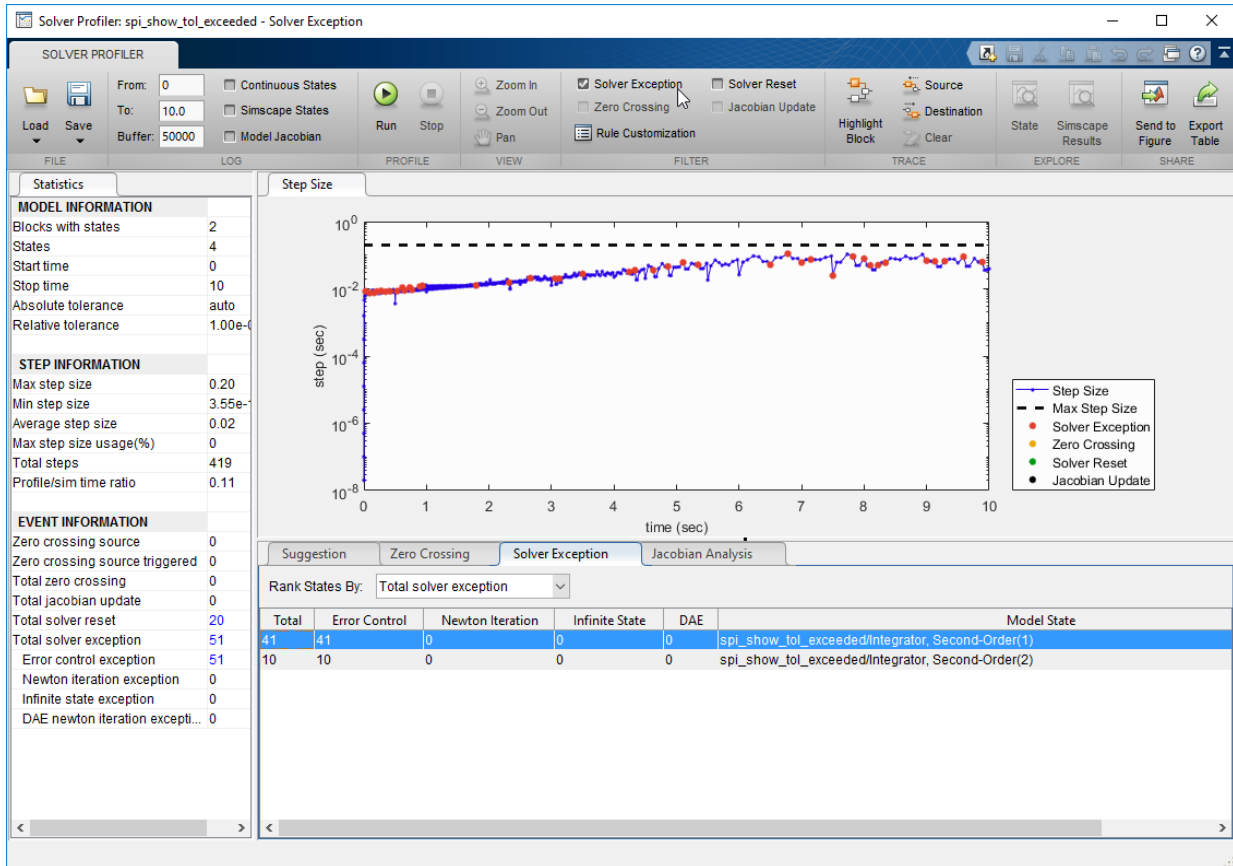 Solver Profiler: spi_show_tol_exceeded - Solver Exception
SOLVER PROFILER
Load
Save
FILE
From: 0
To: 10.0
Buffer: 50000
Continuous States
Simscape States
Model Jacobian
LOG
Run
Stop
PROFILE
Zoom In
Zoom Out
Pan
VIEW
Solver Exception
Solver Reset
Zero Crossing
Jacobian Update
Rule Customization
FILTER
Highlight
Block
Source
Destination
Clear
TRACE
State
Simscape
Results
EXPLORE
Send to
Figure
Export
Table
SHARE
Statistics
MODEL INFORMATION
Blocks with states 2
States 4
Start time 0
Stop time 10
Absolute tolerance auto
Relative tolerance 1.00e-0
STEP INFORMATION
Max step size 0.20
Min step size 3.55e-1
Average step size 0.02
Max step size usage(%) 0
Total steps 419
Profile/sim time ratio 0.11
EVENT INFORMATION
Zero crossing source 0
Zero crossing source triggered 0
Total zero crossing 0
Total jacobian update 0
Total solver reset 20
Total solver exception 51
Error control exception 51
Newton iteration exception 0
Infinite state exception 0
DAE newton iteration excepti... 0
Step Size
10^0
10^-2
10^-4
10^-6
10^-8
step (sec)
0 1 2 3 4 5 6 7 8 9 10
time (sec)
Step Size
Max Step Size
Solver Exception
Zero Crossing
Solver Reset
Jacobian Update
Suggestion Zero Crossing Solver Exception Jacobian Analysis
Rank States By: Total solver exception
Total Error Control Newton Iteration Infinite State DAE Model State
41 41 0 0 0 spi_show_tol_exceeded/Integrator, Second-Order(1)
10 10 0 0 0 spi_show_tol_exceeded/Integrator, Second-Order(2)